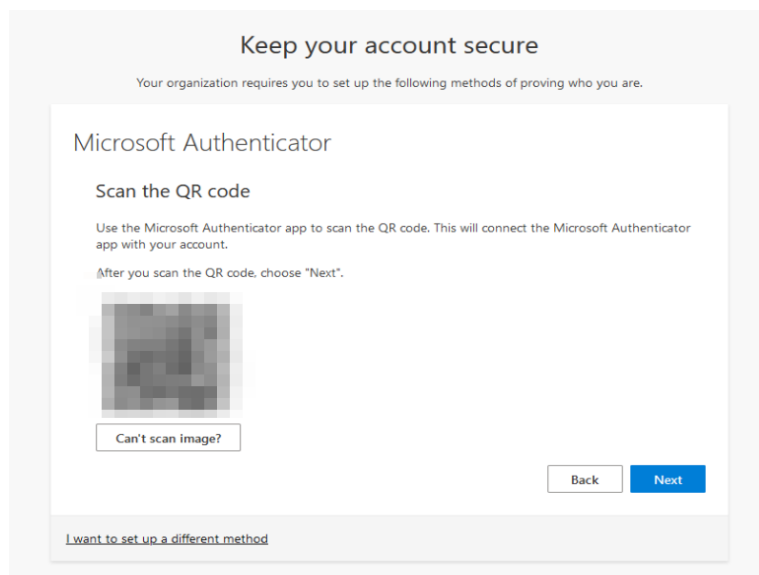 Keep your account secure
Your organization requires you to set up the following methods of proving who you are.
Microsoft Authenticator
Scan the QR code
Use the Microsoft Authenticator app to scan the QR code. This will connect the Microsoft Authenticator
app with your account.
After you scan the QR code, choose "Next".
Can't scan image?
Back
Next
I want to set up a different method